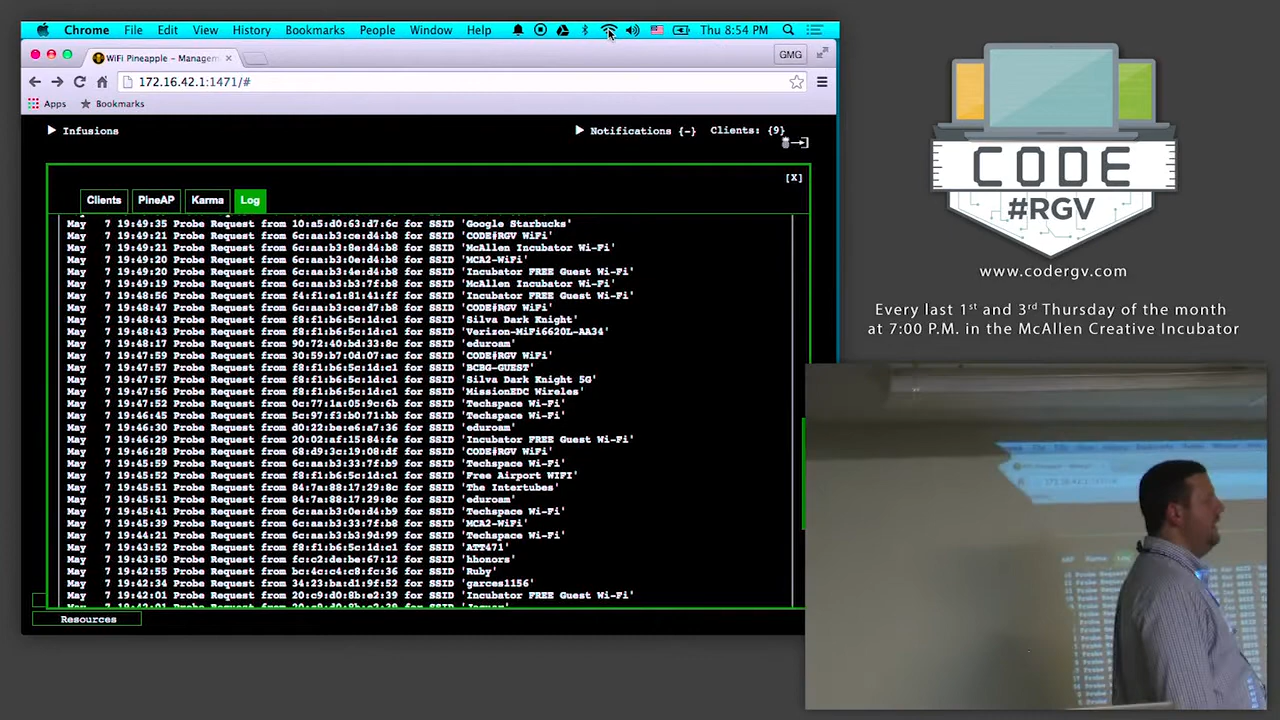 Chrome File Edit View History Bookmarks People Window Help Thu 8:54 PM
WiFi Pineapple - Managem
GMG
172.16.42.1:1471/#
Apps Bookmarks
Infusions
Notifications {-} Clients: {9}
[X]
Clients PineAP Karma Log
May 7 19:49:35 Probe Request from 10:a5:d0:63:d7:6c for SSID 'Google Starbucks'
May 7 19:49:21 Probe Request from 6c:aa:b3:ce:d4:b8 for SSID 'CODE#RGV WiFi'
May 7 19:49:21 Probe Request from 6c:aa:b3:8e:d4:b8 for SSID 'McAllen Incubator Wi-Fi'
May 7 19:49:20 Probe Request from 6c:aa:b3:0e:d4:b8 for SSID 'MCA2-WiFi'
May 7 19:49:20 Probe Request from 6c:aa:b3:4e:d4:b8 for SSID 'Incubator FREE Guest Wi-Fi'
May 7 19:49:19 Probe Request from 6c:aa:b3:b3:7f:b8 for SSID 'McAllen Incubator Wi-Fi'
May 7 19:48:56 Probe Request from f4:f1:e1:81:41:ff for SSID 'Incubator FREE Guest Wi-Fi'
May 7 19:48:47 Probe Request from 6c:aa:b3:ce:d7:b8 for SSID 'CODE#RGV WiFi'
May 7 19:48:43 Probe Request from f8:f1:b6:5c:1d:c1 for SSID 'Silva Dark Knight'
May 7 19:48:43 Probe Request from f8:f1:b6:5c:1d:c1 for SSID 'Verizon-MiFi6620L-AA34'
May 7 19:48:17 Probe Request from 90:72:40:bd:33:8c for SSID 'eduroam'
May 7 19:47:59 Probe Request from 30:59:b7:0d:07:ac for SSID 'CODE#RGV WiFi'
May 7 19:47:57 Probe Request from f8:f1:b6:5c:1d:c1 for SSID 'BCBG-GUEST'
May 7 19:47:57 Probe Request from f8:f1:b6:5c:1d:c1 for SSID 'Silva Dark Knight 5G'
May 7 19:47:56 Probe Request from f8:f1:b6:5c:1d:c1 for SSID 'MissionEDC Wireles'
May 7 19:47:52 Probe Request from 0c:77:1a:05:9c:6b for SSID 'Techspace Wi-Fi'
May 7 19:46:45 Probe Request from 5c:97:f3:b0:71:bb for SSID 'Techspace Wi-Fi'
May 7 19:46:30 Probe Request from d0:22:be:e6:a7:36 for SSID 'eduroam'
May 7 19:46:29 Probe Request from 20:02:af:15:84:fe for SSID 'Incubator FREE Guest Wi-Fi'
May 7 19:46:28 Probe Request from 68:d9:3c:19:08:df for SSID 'CODE#RGV WiFi'
May 7 19:45:59 Probe Request from 6c:aa:b3:33:7f:b9 for SSID 'Techspace Wi-Fi'
May 7 19:45:52 Probe Request from f8:f1:b6:5c:1d:c1 for SSID 'Free Airport WIFI'
May 7 19:45:51 Probe Request from 84:7a:88:17:29:8c for SSID 'The Intertubes'
May 7 19:45:51 Probe Request from 84:7a:88:17:29:8c for SSID 'eduroam'
May 7 19:45:41 Probe Request from 6c:aa:b3:0e:d4:b9 for SSID 'Techspace Wi-Fi'
May 7 19:45:39 Probe Request from 6c:aa:b3:33:7f:b8 for SSID 'MCA2-WiFi'
May 7 19:44:21 Probe Request from 6c:aa:b3:3f:9d:99 for SSID 'Techspace Wi-Fi'
May 7 19:43:52 Probe Request from f8:f1:b6:5c:1d:c1 for SSID 'ATT471'
May 7 19:43:50 Probe Request from fc:c2:de:be:67:12 for SSID 'hhonors'
May 7 19:42:55 Probe Request from bc:4c:c4:c8:fc:36 for SSID 'Ruby'
May 7 19:42:34 Probe Request from 34:23:ba:d1:9f:52 for SSID 'garces1156'
May 7 19:42:01 Probe Request from 20:c9:d0:8b:e2:39 for SSID 'Incubator FREE Guest Wi-Fi'
Resources
CODE
#RGV
www.codergv.com
Every last 1st and 3rd Thursday of the month
at 7:00 P.M. in the McAllen Creative Incubator